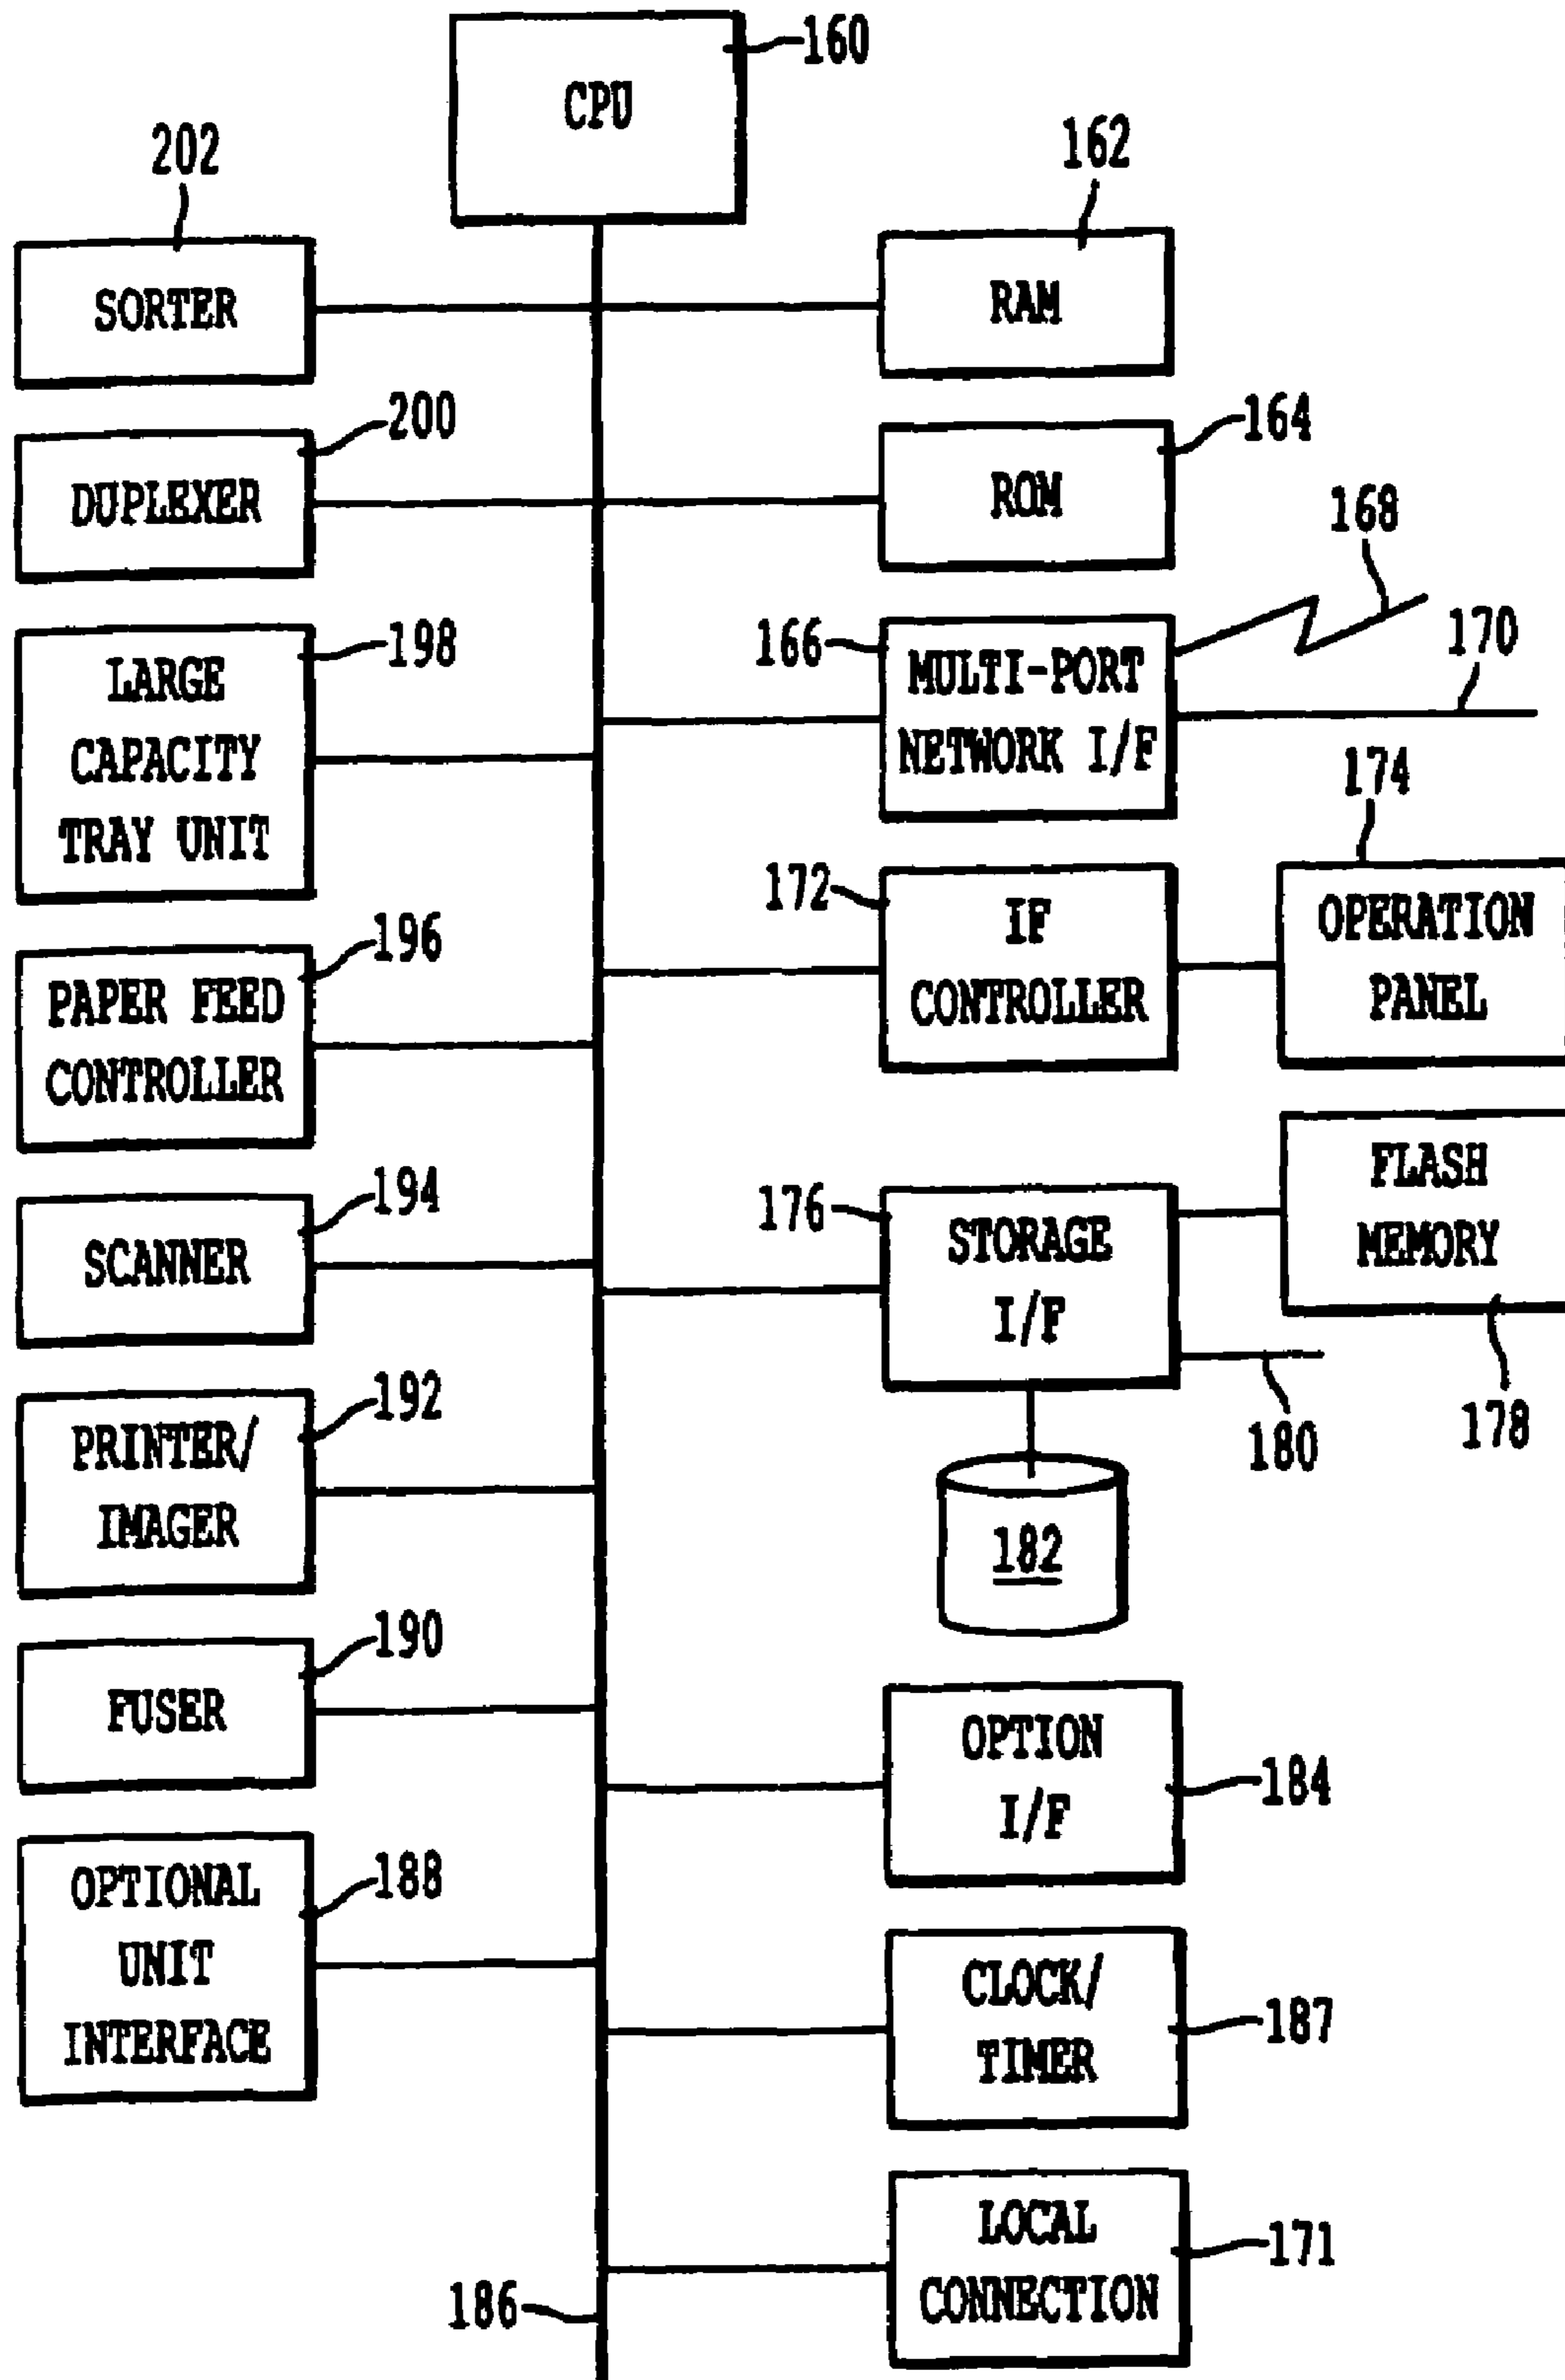 CPU
160
202
SORTER
162
RAM
200
DUPLEXER
164
ROM
168
198
LARGE
CAPACITY
TRAY UNIT
166
MULTI-PORT
NETWORK I/F
170
174
172
IF
CONTROLLER
OPERATION
PANEL
196
PAPER FEED
CONTROLLER
194
SCANNER
176
STORAGE
I/F
FLASH
MEMORY
178
180
192
PRINTER/
IMAGER
182
190
FUSER
OPTION
I/F
184
188
OPTIONAL
UNIT
INTERFACE
CLOCK/
TIMER
187
LOCAL
CONNECTION
171
186